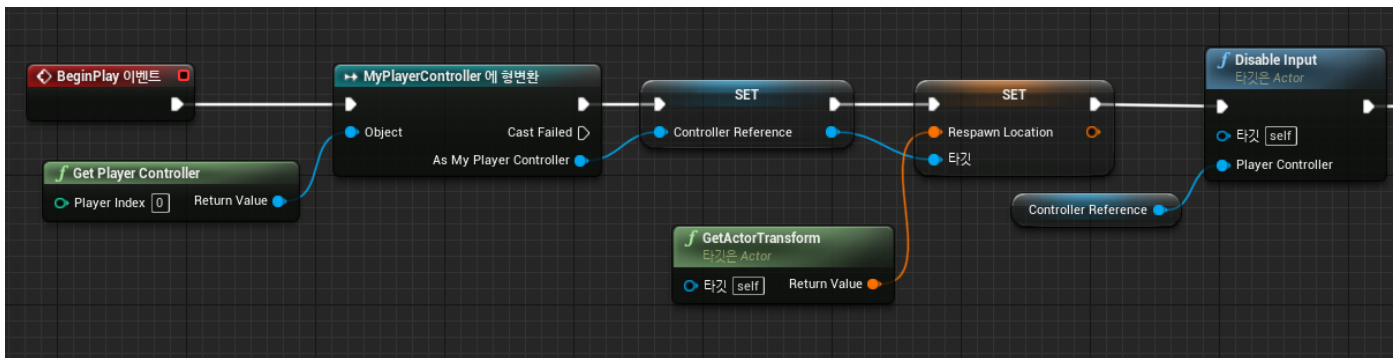 BeginPlay 이벤트
Get Player Controller
Player Index 0
Return Value
MyPlayerController 에 형변환
Object
Cast Failed
As My Player Controller
SET
Controller Reference
GetActorTransform
타깃은 Actor
타깃 self
Return Value
SET
Respawn Location
타깃
Controller Reference
Disable Input
타깃은 Actor
타깃 self
Player Controller